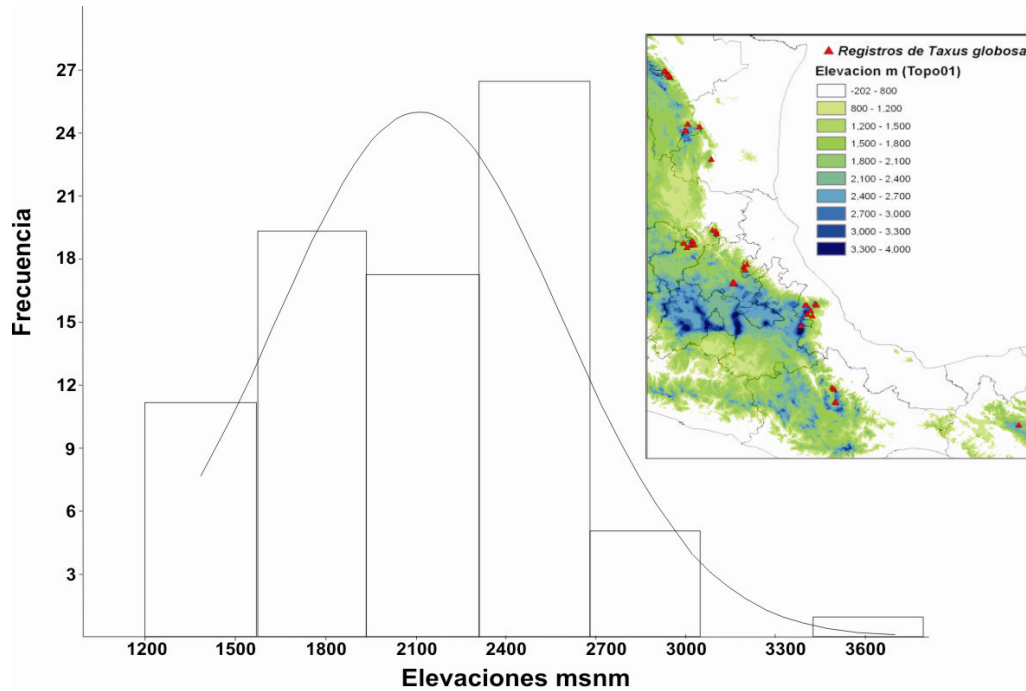 Frecuencia
27
24
21
18
15
12
9
6
3
1200 1500 1800 2100 2400 2700 3000 3300 3600
Elevaciones msnm
Registros de Taxus globosa
Elevacion m (Topo01)
-202 - 800
800 - 1,200
1,200 - 1,500
1,500 - 1,800
1,800 - 2,100
2,100 - 2,400
2,400 - 2,700
2,700 - 3,000
3,000 - 3,300
3,300 - 4,000